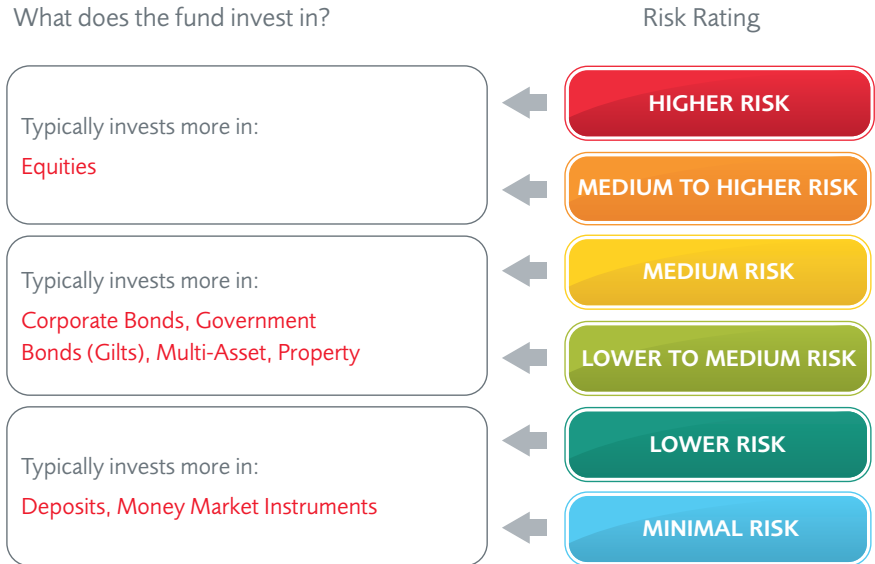 What does the fund invest in?
Risk Rating
Typically invests more in:
Equities
HIGHER RISK
MEDIUM TO HIGHER RISK
Typically invests more in:
Corporate Bonds, Government
Bonds (Gilts), Multi-Asset, Property
MEDIUM RISK
LOWER TO MEDIUM RISK
Typically invests more in:
Deposits, Money Market Instruments
LOWER RISK
MINIMAL RISK